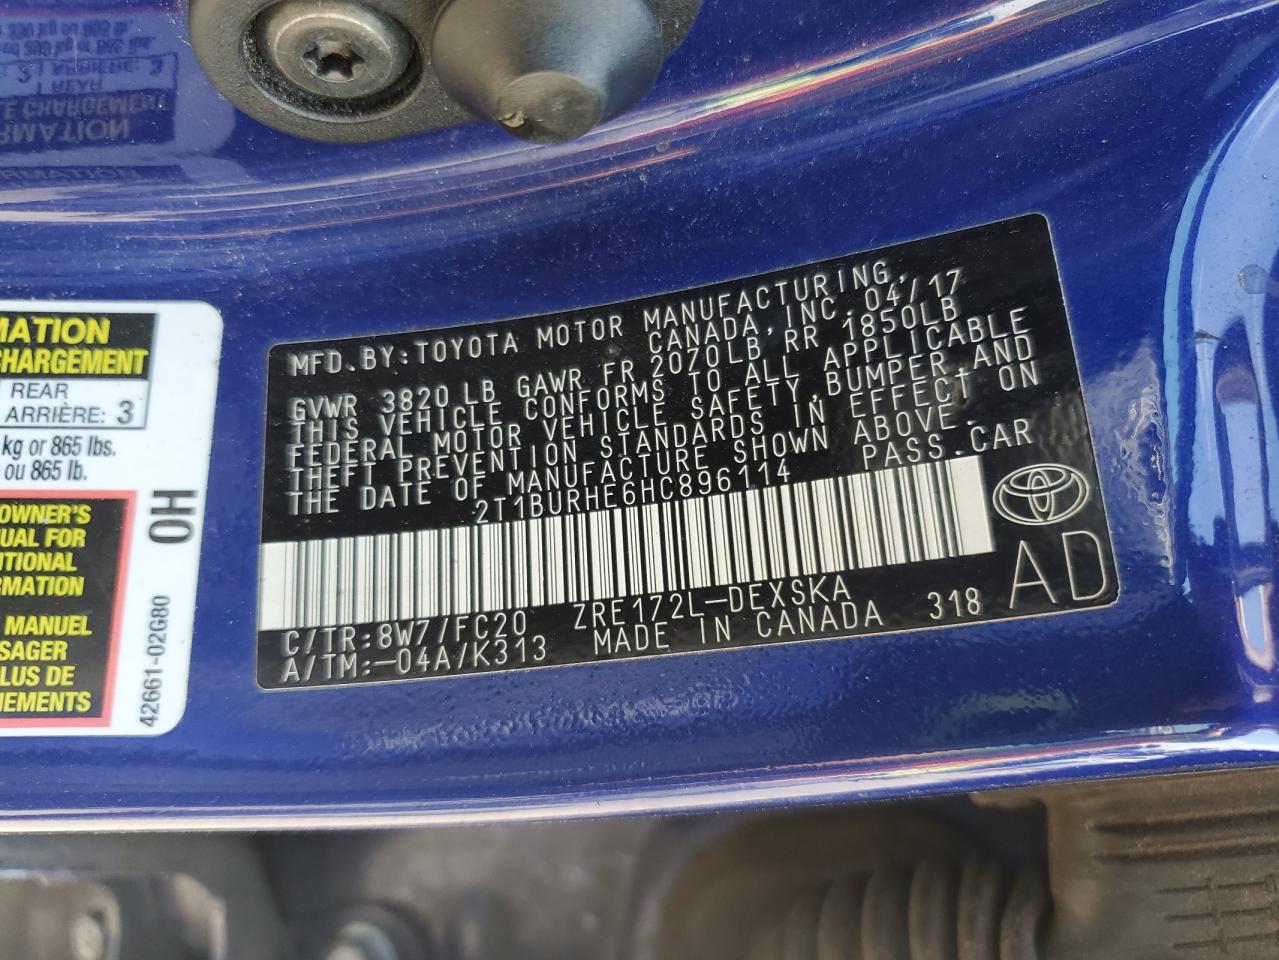 MATION
CHARGEMENT
REAR
ARRIÈRE: 3
kg or 865 lbs.
ou 865 lb.
OWNER'S
UAL FOR
ITIONAL
RMATION
MANUEL
SAGER
LUS DE
NEMENTS
OH
42661-02G80
MFD.BY:TOYOTA MOTOR MANUFACTURING,
CANADA,INC.04/17
GVWR 3820 LB GAWR FR 2070LB,RR 1850LB
THIS VEHICLE CONFORMS TO ALL APPLICABLE
FEDERAL MOTOR VEHICLE SAFETY,BUMPER,AND
THEFT PREVENTION STANDARDS IN EFFECT ON
THE DATE OF MANUFACTURE SHOWN ABOVE.
2T1BURHE6HC896114 PASS.CAR
C/TR:8W7/FC20 ZRE172L-DEXSKA
A/TM:-04A/K313 MADE IN CANADA 318
AD